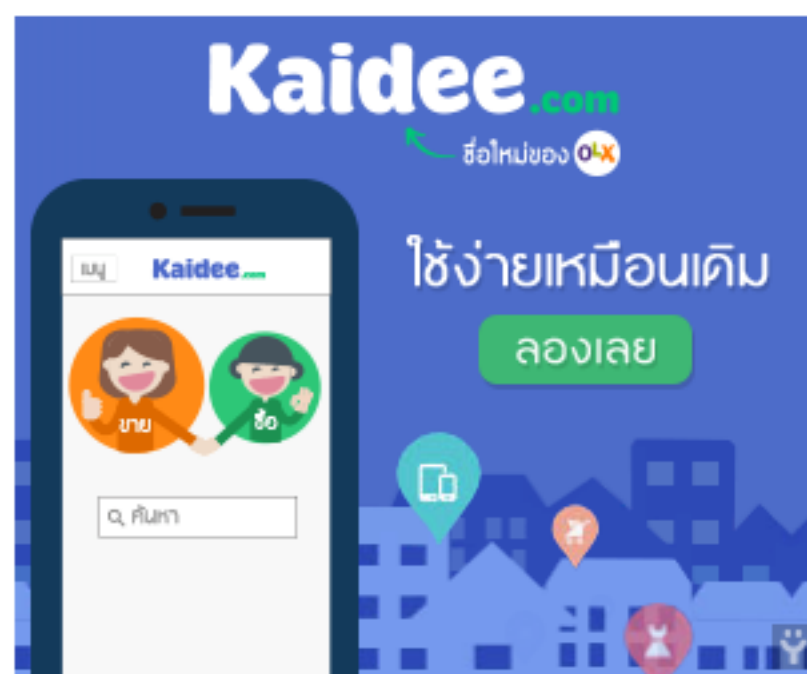 Kaidee.com
ชื่อใหม่ของ OLX
ใช้ง่ายเหมือนเดิม
ลองเลย
เมนู Kaidee.com
ขาย ซื้อ
ค้นหา